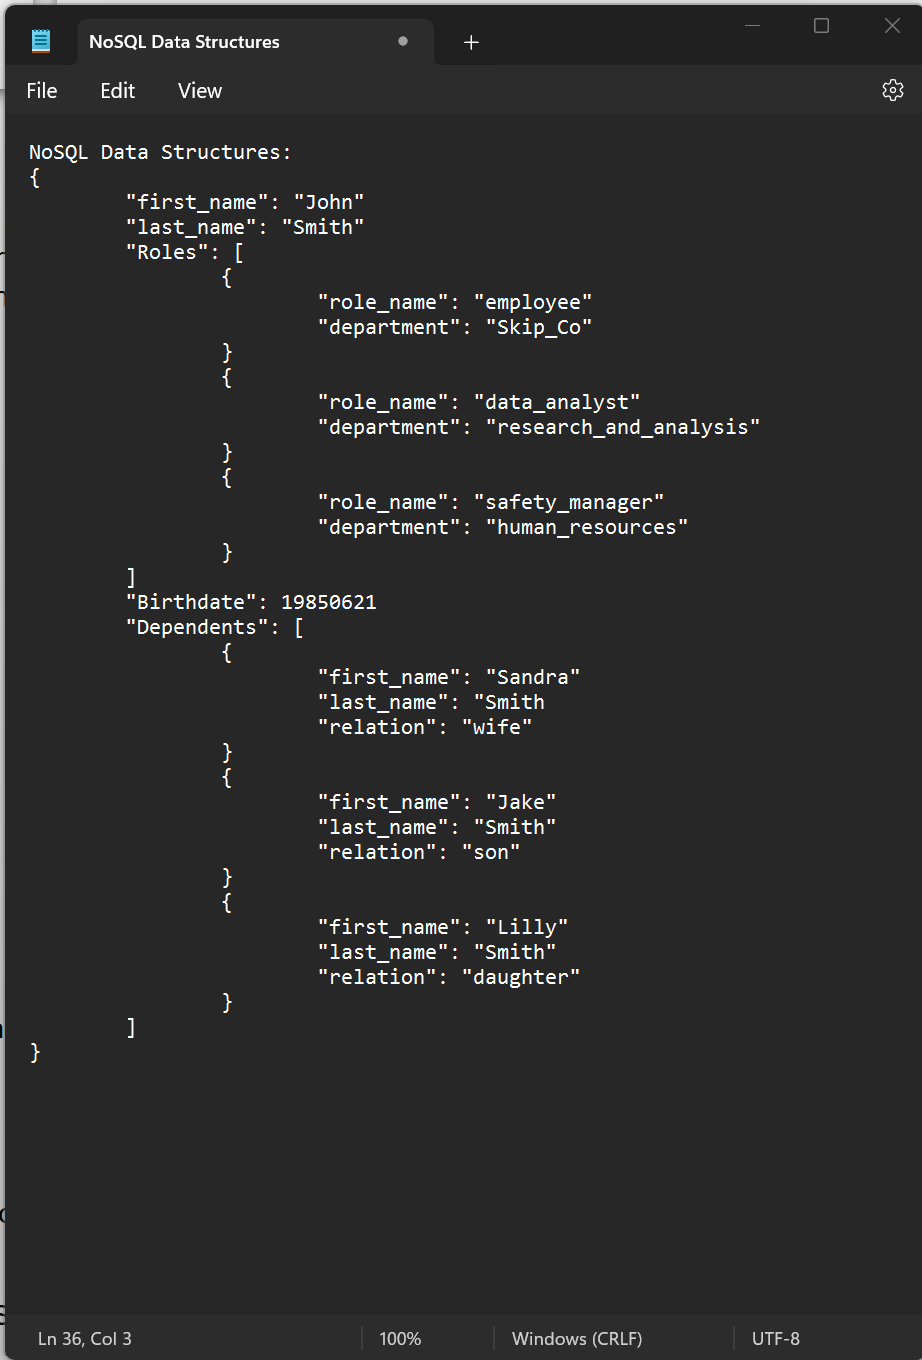 NoSQL Data Structures
File Edit View
NoSQL Data Structures:
{
"first_name": "John"
"last_name": "Smith"
"Roles": [
{
"role_name": "employee"
"department": "Skip_Co"
}
{
"role_name": "data_analyst"
"department": "research_and_analysis"
}
{
"role_name": "safety_manager"
"department": "human_resources"
}
]
"Birthdate": 19850621
"Dependents": [
{
"first_name": "Sandra"
"last_name": "Smith
"relation": "wife"
}
{
"first_name": "Jake"
"last_name": "Smith"
"relation": "son"
}
{
"first_name": "Lilly"
"last_name": "Smith"
"relation": "daughter"
}
]
}
Ln 36, Col 3 100% Windows (CRLF) UTF-8